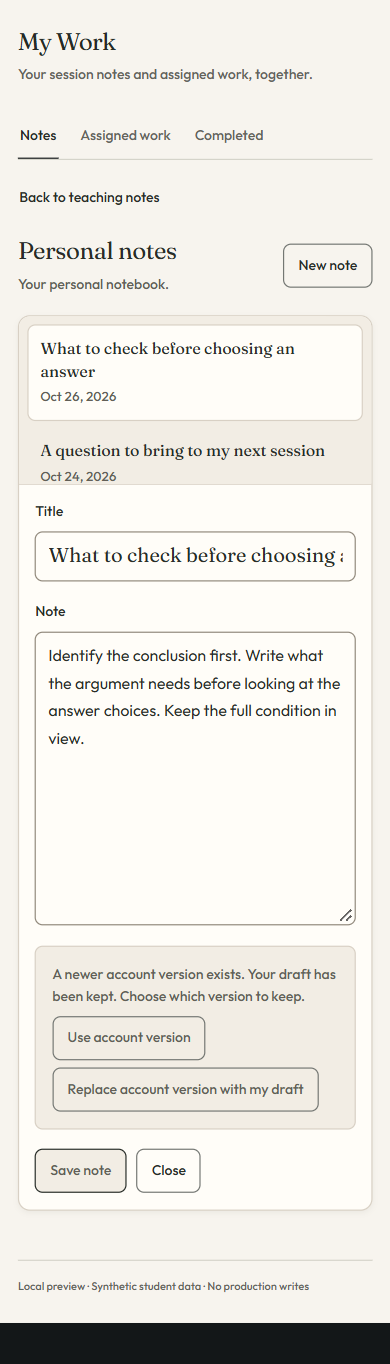 My Work
Your session notes and assigned work, together.
Notes Assigned work Completed
Back to teaching notes
Personal notes
Your personal notebook.
New note
What to check before choosing an
answer
Oct 26, 2026
A question to bring to my next session
Oct 24, 2026
Title
What to check before choosing
Note
Identify the conclusion first. Write what
the argument needs before looking at the
answer choices. Keep the full condition in
view.
A newer account version exists. Your draft has
been kept. Choose which version to keep.
Use account version
Replace account version with my draft
Save note Close
Local preview · Synthetic student data · No production writes